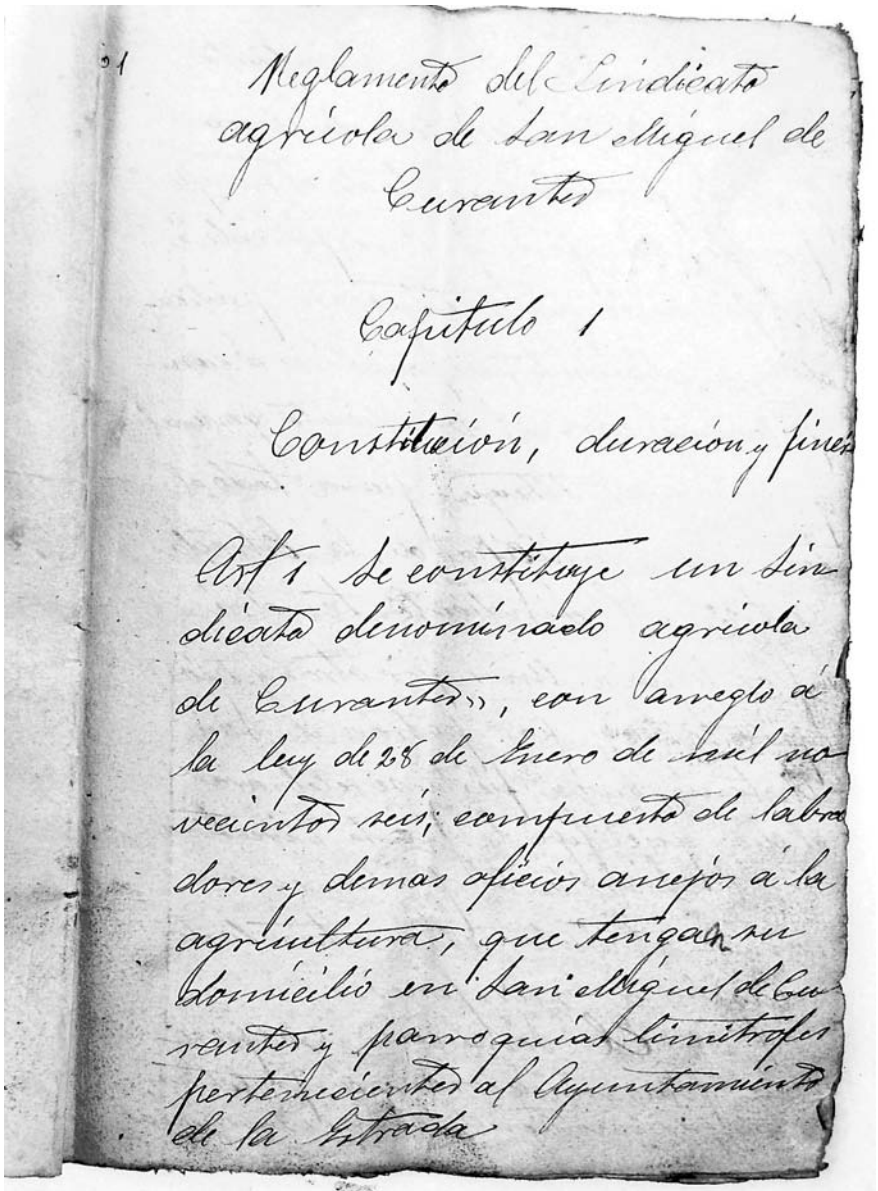 21
Reglamento del Sindicato
agrícola de San Miguel de
Curantes
Capitulo 1
Constitución, duración y fines
Art 1 Se constituye un Sin
dicato denominado agrícola
de Curantes», con arreglo á
la ley de 28 de Enero de mil no
vecientos seis; compuesto de labra
dores y demas oficios anejos á la
agricultura, que tengan su
domicilio en San Miguel de Cu
rantes y parroquias limitrofes
pertenecientes al Ayuntamiento
de la Estrada